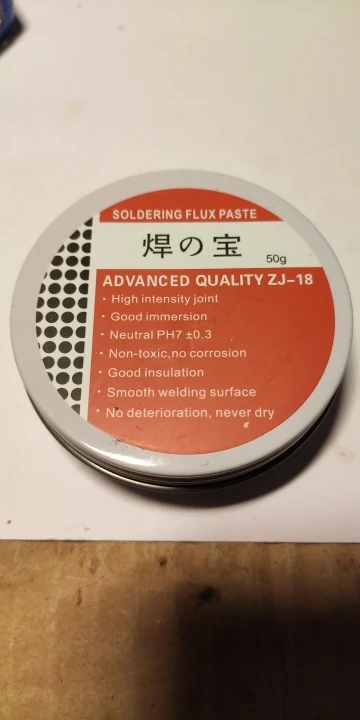 SOLDERING FLUX PASTE
焊の宝
50g
ADVANCED QUALITY ZJ-18
· High intensity joint
· Good immersion
· Neutral PH7 ±0.3
· Non-toxic,no corrosion
· Good insulation
· Smooth welding surface
· No deterioration, never dry